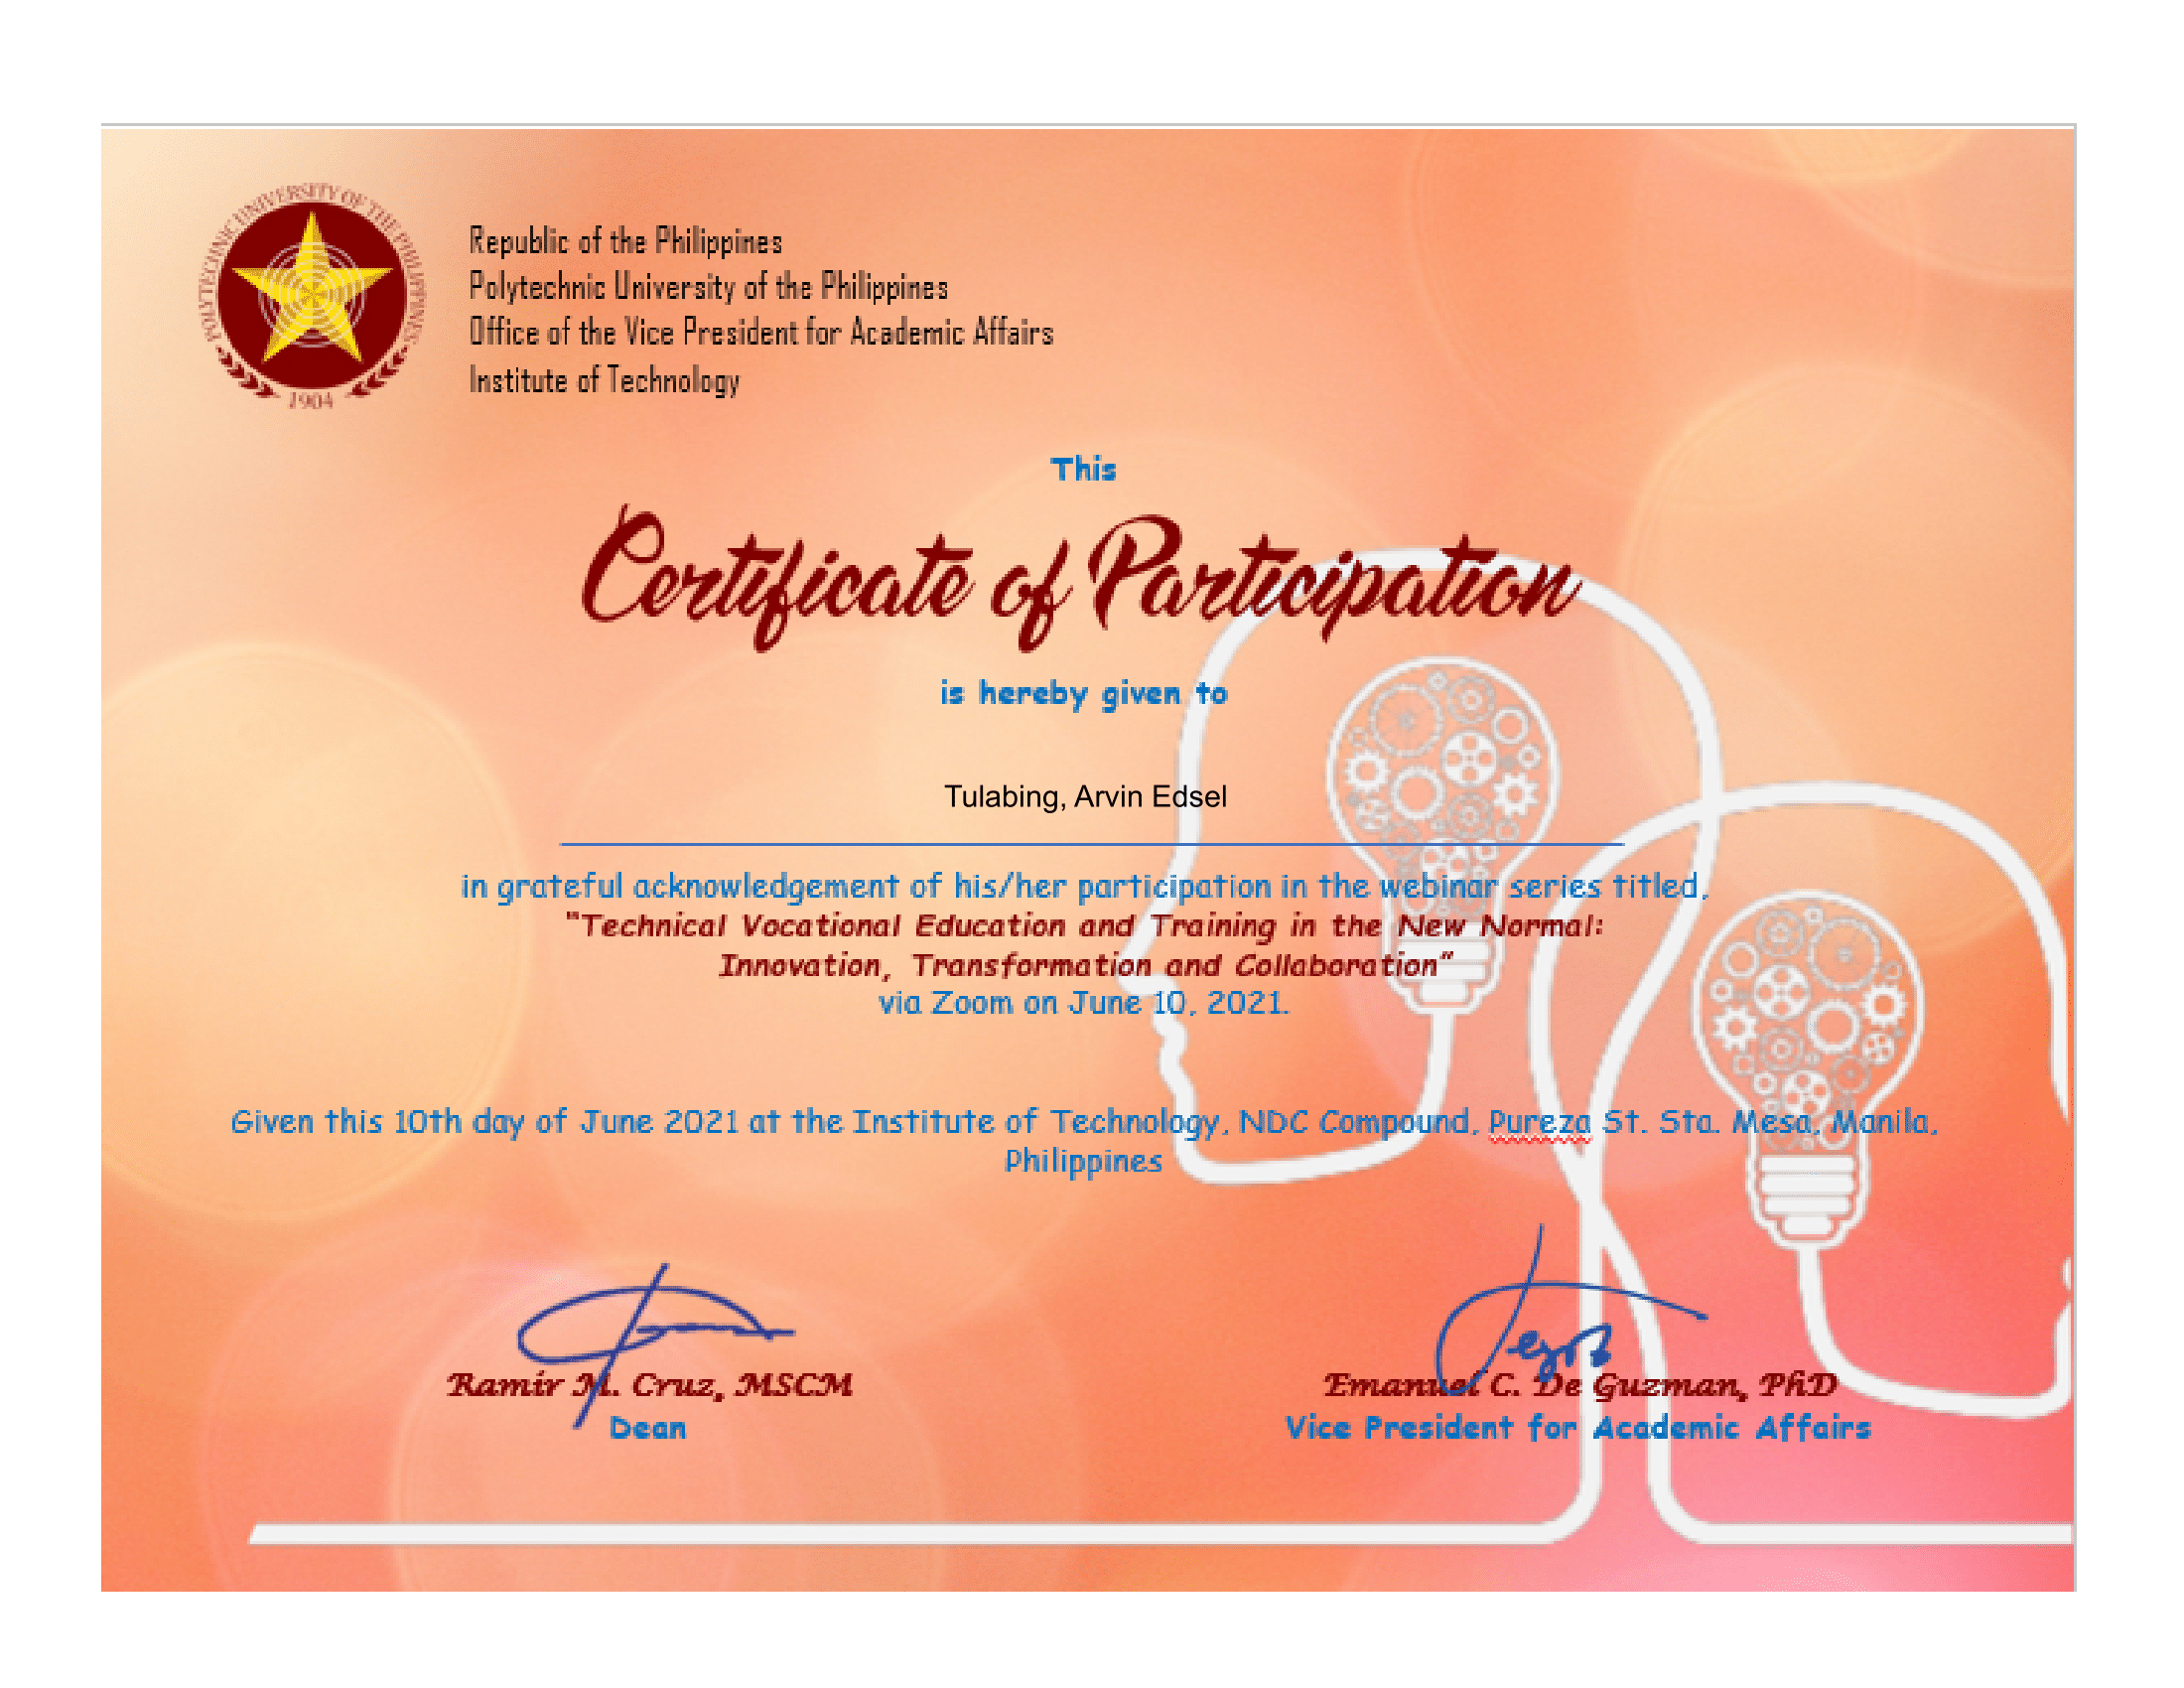 POLYTECHNIC UNIVERSITY OF THE PHILIPPINES
1904
Republic of the Philippines
Polytechnic University of the Philippines
Office of the Vice President for Academic Affairs
Institute of Technology
This
Certificate of Participation
is hereby given to
Tulabing, Arvin Edsel
in grateful acknowledgement of his/her participation in the webinar series titled,
"Technical Vocational Education and Training in the New Normal:
Innovation, Transformation and Collaboration"
via Zoom on June 10, 2021.
Given this 10th day of June 2021 at the Institute of Technology, NDC Compound, Pureza St. Sta. Mesa, Manila,
Philippines
Ramir M. Cruz, MSCM
Dean
Emanuel C. De Guzman, PhD
Vice President for Academic Affairs